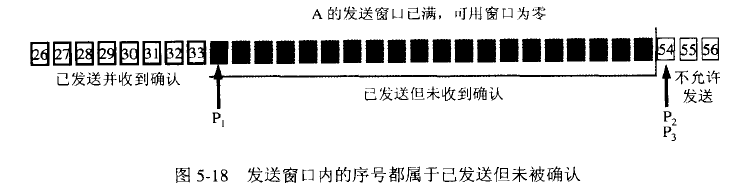 A 的发送窗口已满，可用窗口为零
26 27 28 29 30 31 32 33 54 55 56
已发送并收到确认 已发送但未收到确认 不允许
发送
P1 P2
P3
图 5-18 发送窗口内的序号都属于已发送但未被确认